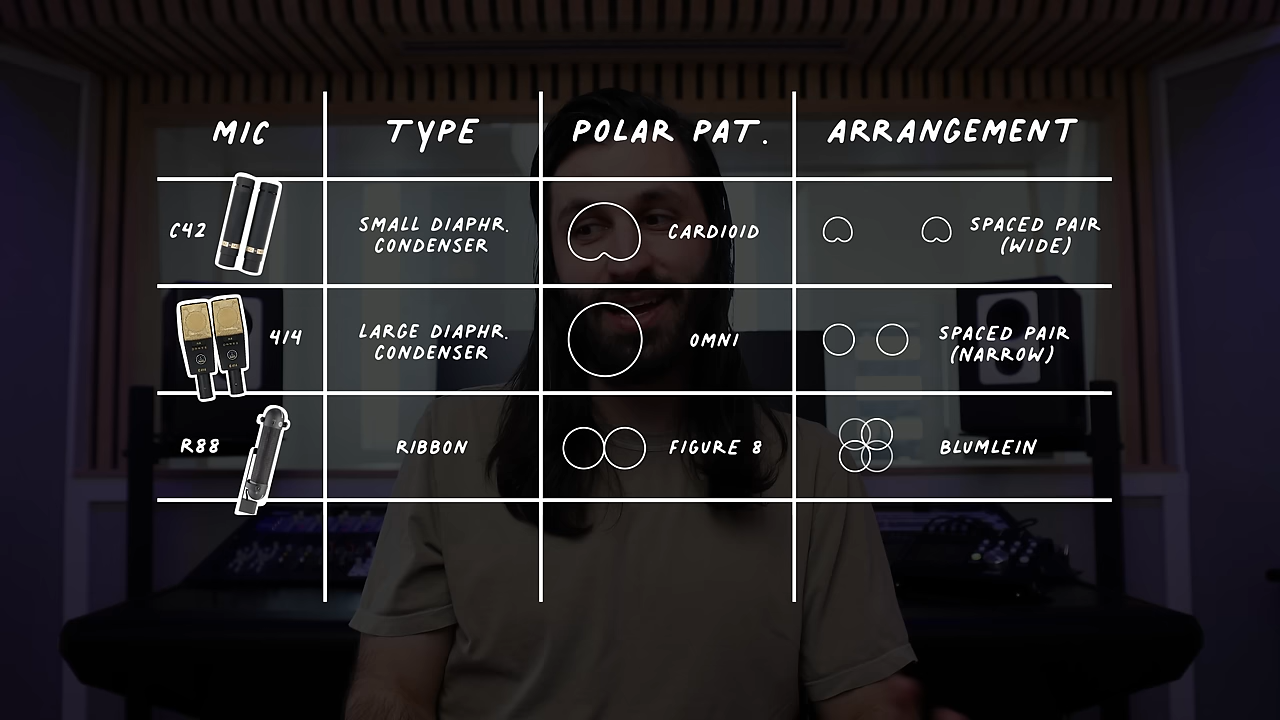 MIC TYPE POLAR PAT. ARRANGEMENT
C42 SMALL DIAPHR. CONDENSER CARDIOID SPACED PAIR (WIDE)
414 LARGE DIAPHR. CONDENSER OMNI SPACED PAIR (NARROW)
R88 RIBBON FIGURE 8 BLUMLEIN